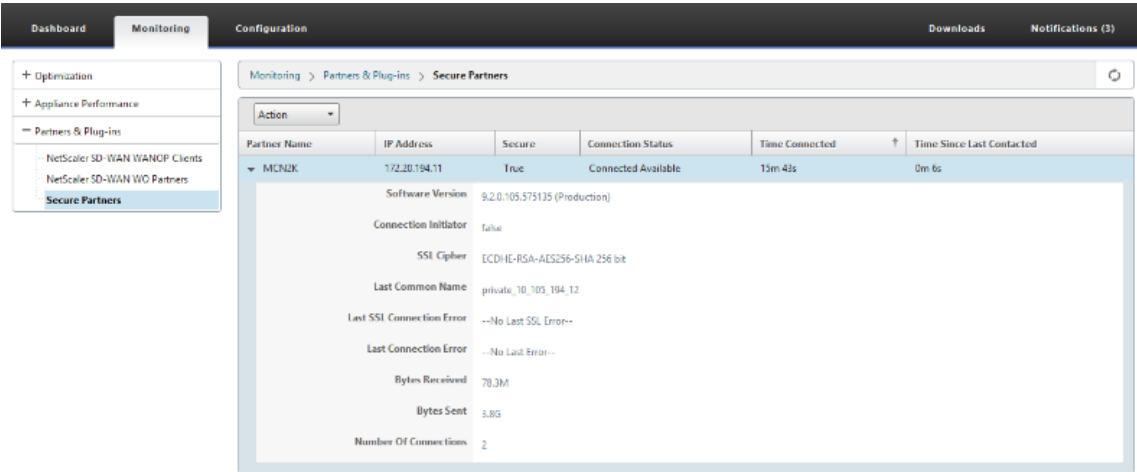 Dashboard Monitoring Configuration Downloads Notifications (3)
+ Optimization
+ Appliance Performance
− Partners & Plug-ins
NetScaler SD-WAN WANOP Clients
NetScaler SD-WAN WO Partners
Secure Partners
Monitoring > Partners & Plug-ins > Secure Partners
Action
Partner Name IP Address Secure Connection Status Time Connected ↑ Time Since Last Contacted
MCN2K 172.20.194.11 True Connected Available 15m 43s 0m 6s
Software Version 9.2.0.105.575135 (Production)
Connection Initiator false
SSL Cipher ECDHE-RSA-AES256-SHA 256 bit
Last Common Name private_10_105_194_12
Last SSL Connection Error --No Last SSL Error--
Last Connection Error --No Last Error--
Bytes Received 78.3M
Bytes Sent 3.8G
Number Of Connections 2